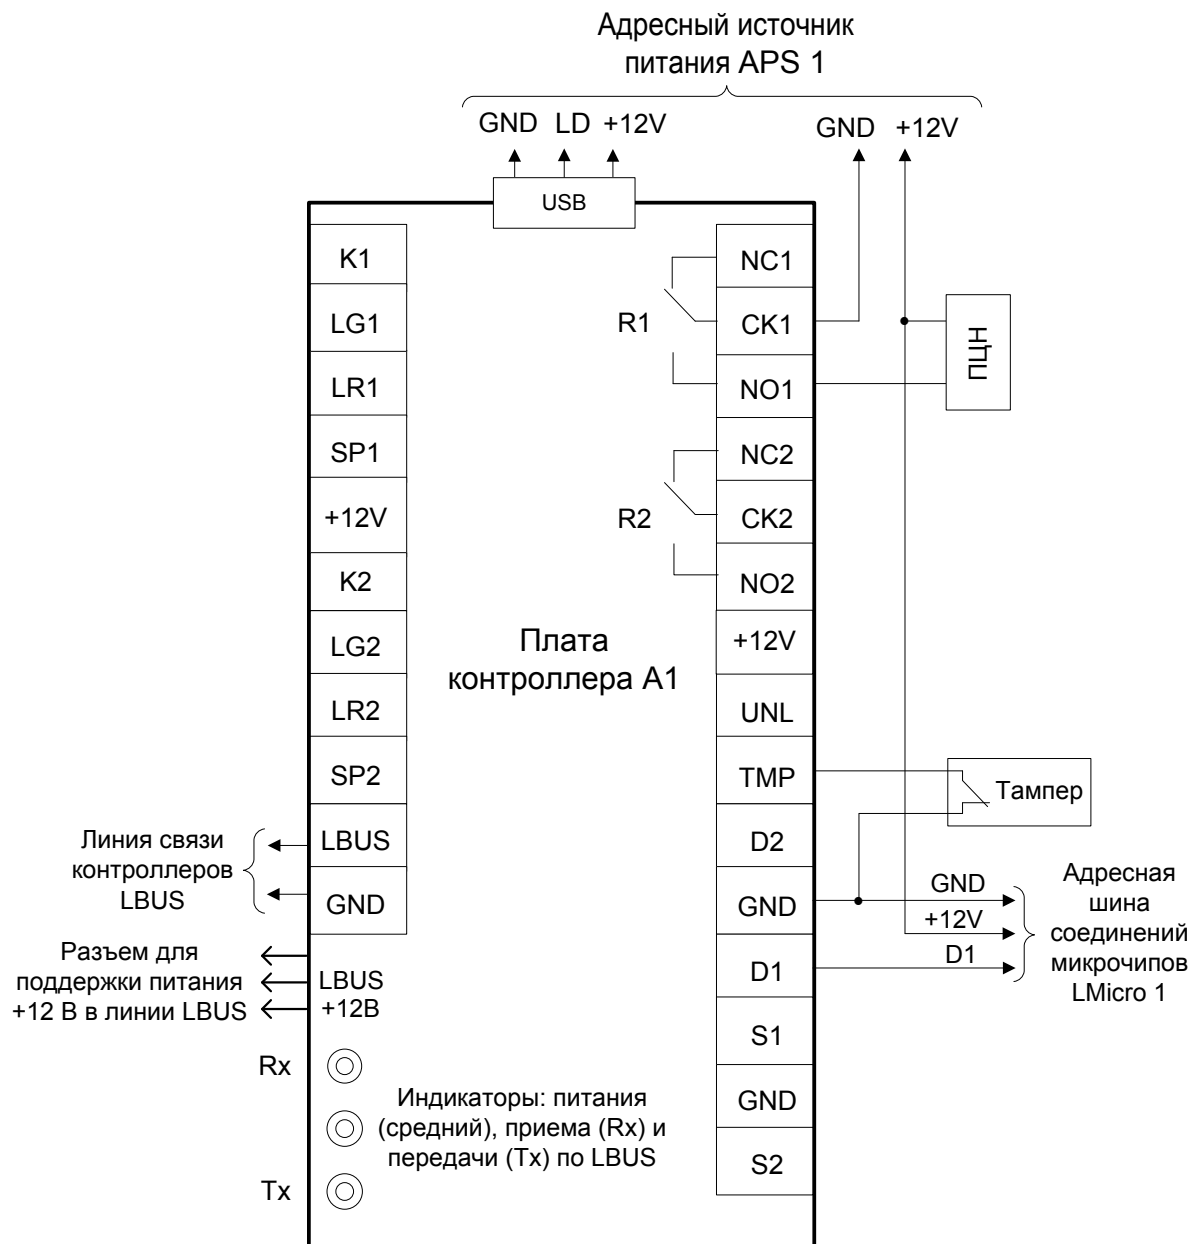 Адресный источник
питания APS 1
GND LD +12V
GND +12V
USB
K1
LG1
LR1
SP1
+12V
K2
LG2
LR2
SP2
LBUS
GND
LBUS
+12В
Линия связи
контроллеров
LBUS
Разъем для
поддержки питания
+12 В в линии LBUS
Rx
Tx
Индикаторы: питания
(средний), приема (Rx) и
передачи (Tx) по LBUS
Плата
контроллера A1
R1
R2
NC1
CK1
NO1
NC2
CK2
NO2
+12V
UNL
TMP
D2
GND
D1
S1
GND
S2
ПЦН
Тампер
GND
+12V
D1
Адресная
шина
соединений
микрочипов
LMicro 1